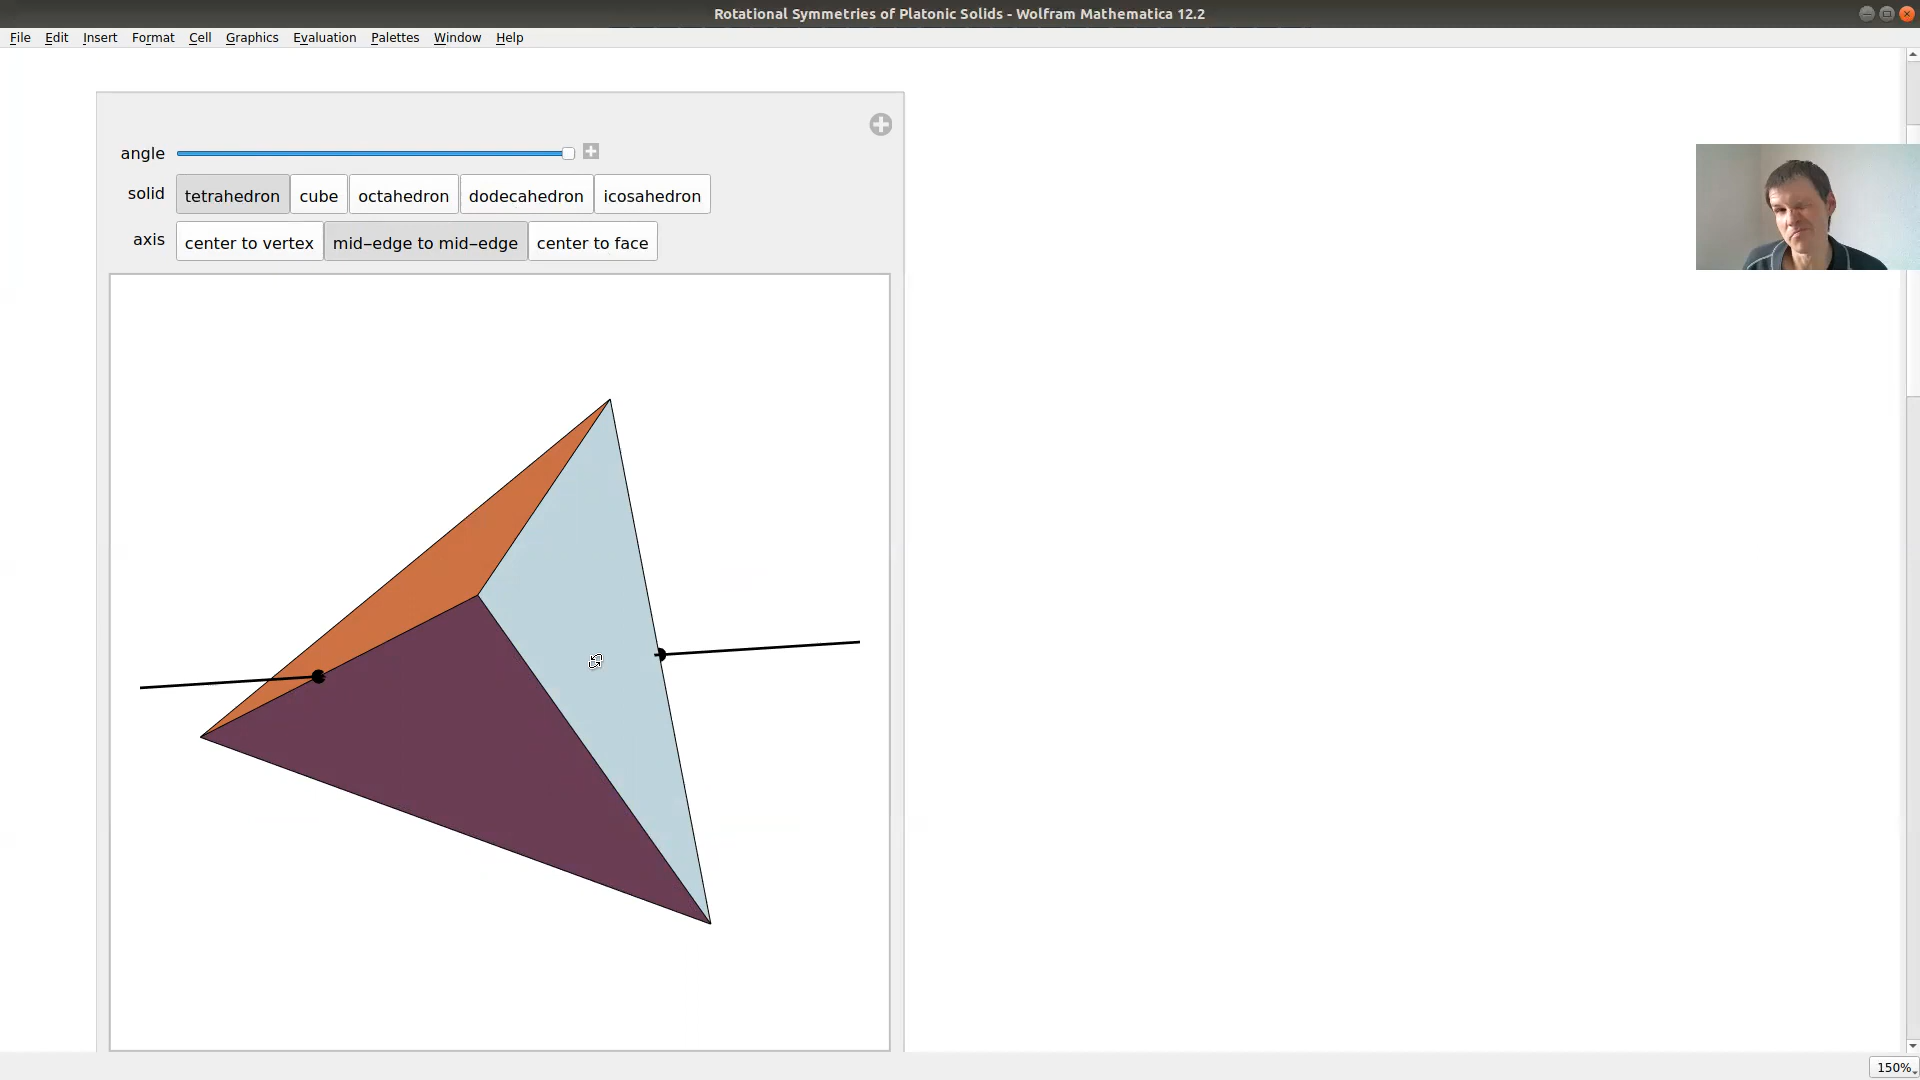 Rotational Symmetries of Platonic Solids - Wolfram Mathematica 12.2
File Edit Insert Format Cell Graphics Evaluation Palettes Window Help
angle
solid tetrahedron cube octahedron dodecahedron icosahedron
axis center to vertex mid–edge to mid–edge center to face
150%